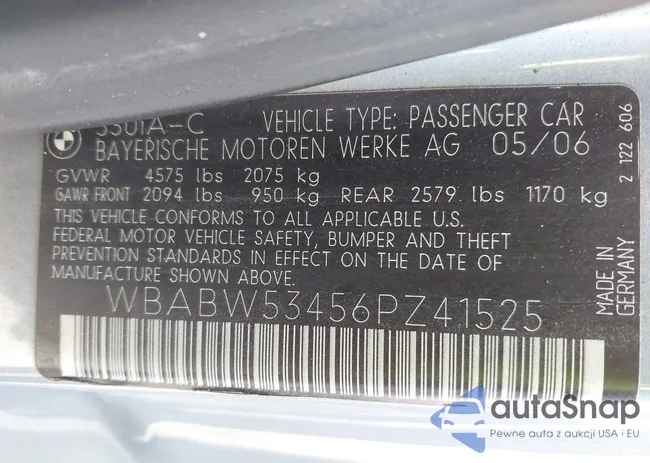 330iA-C VEHICLE TYPE: PASSENGER CAR
BAYERISCHE MOTOREN WERKE AG 05/06
GVWR 4575 lbs 2075 kg
GAWR FRONT 2094 lbs 950 kg REAR 2579 lbs 1170 kg
THIS VEHICLE CONFORMS TO ALL APPLICABLE U.S.
FEDERAL MOTOR VEHICLE SAFETY, BUMPER AND THEFT
PREVENTION STANDARDS IN EFFECT ON THE DATE OF
MANUFACTURE SHOWN ABOVE.
WBABW53456PZ41525
MADE IN
GERMANY
2 122 606
autaSnap
Pewne auta z aukcji USA i EU